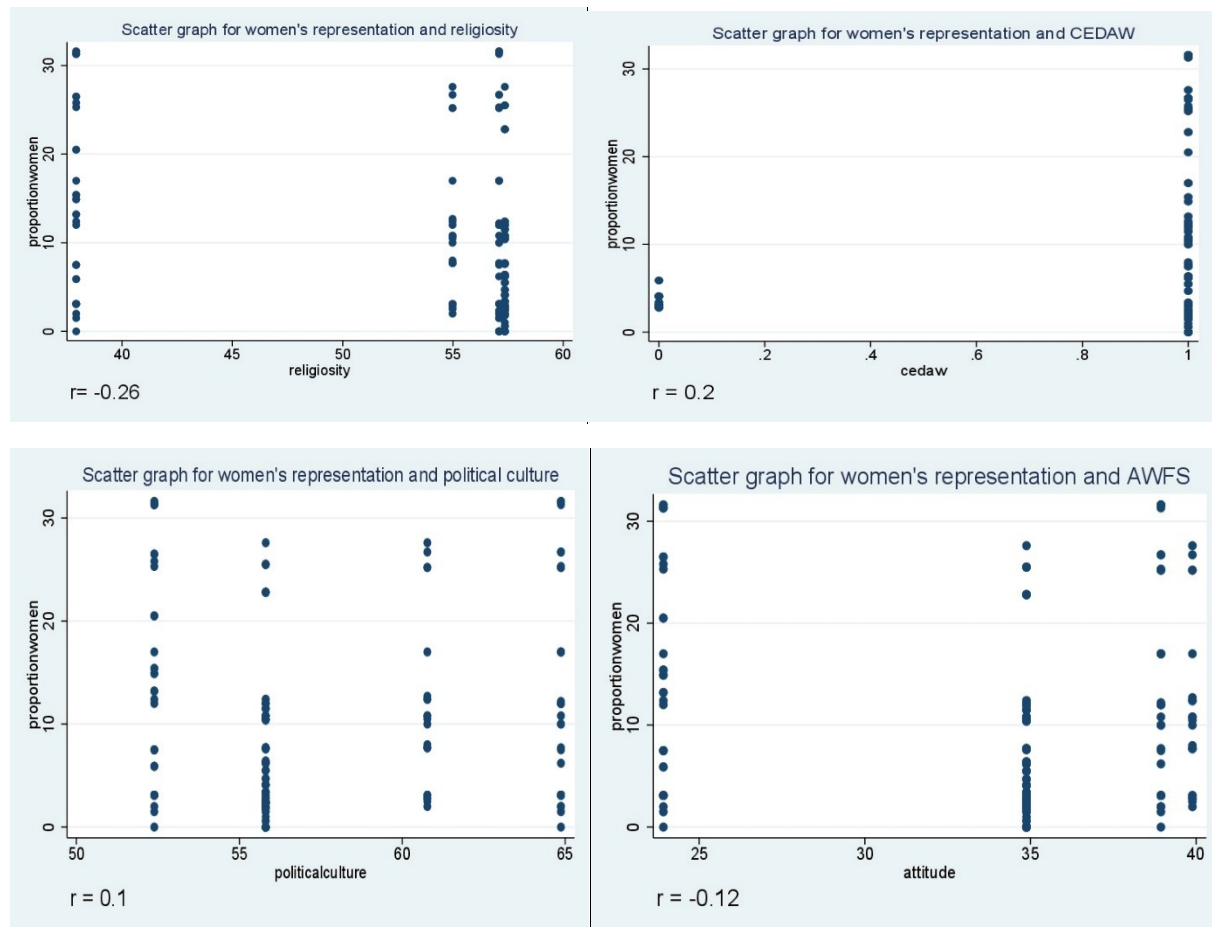 Scatter graph for women's representation and religiosity
proportionwomen
30
20
10
0
40 45 50 55 60
religiosity
r= -0.26
Scatter graph for women's representation and CEDAW
proportionwomen
30
20
10
0
0 .2 .4 .6 .8 1
cedaw
r = 0.2
Scatter graph for women's representation and political culture
proportionwomen
30
20
10
0
50 55 60 65
politicalculture
r = 0.1
Scatter graph for women's representation and AWFS
proportionwomen
30
20
10
0
25 30 35 40
attitude
r = -0.12